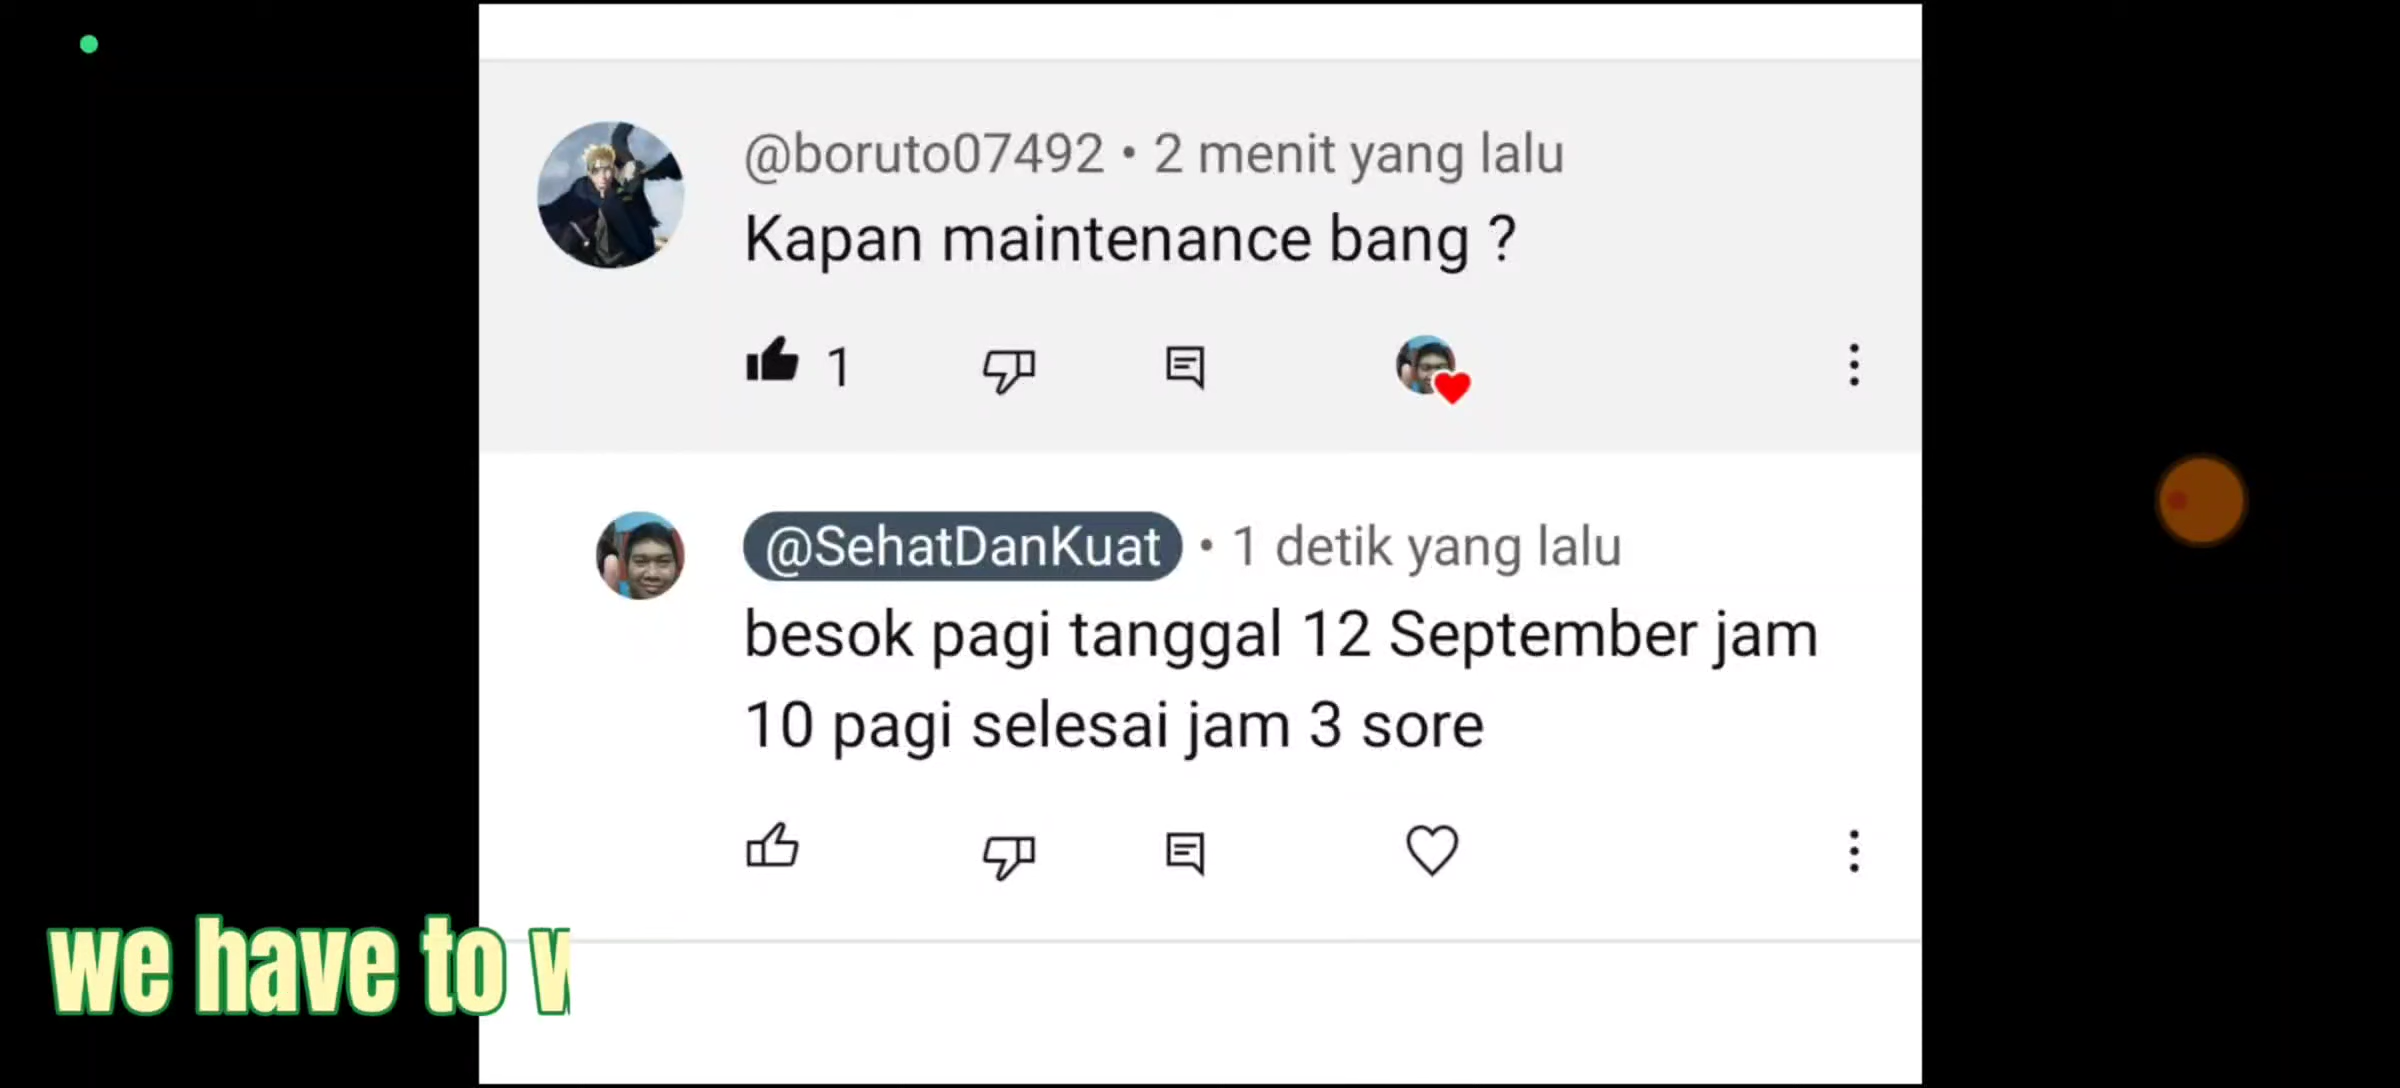 @boruto07492 • 2 menit yang lalu
Kapan maintenance bang ?
1
@SehatDanKuat • 1 detik yang lalu
besok pagi tanggal 12 September jam
10 pagi selesai jam 3 sore
we have to